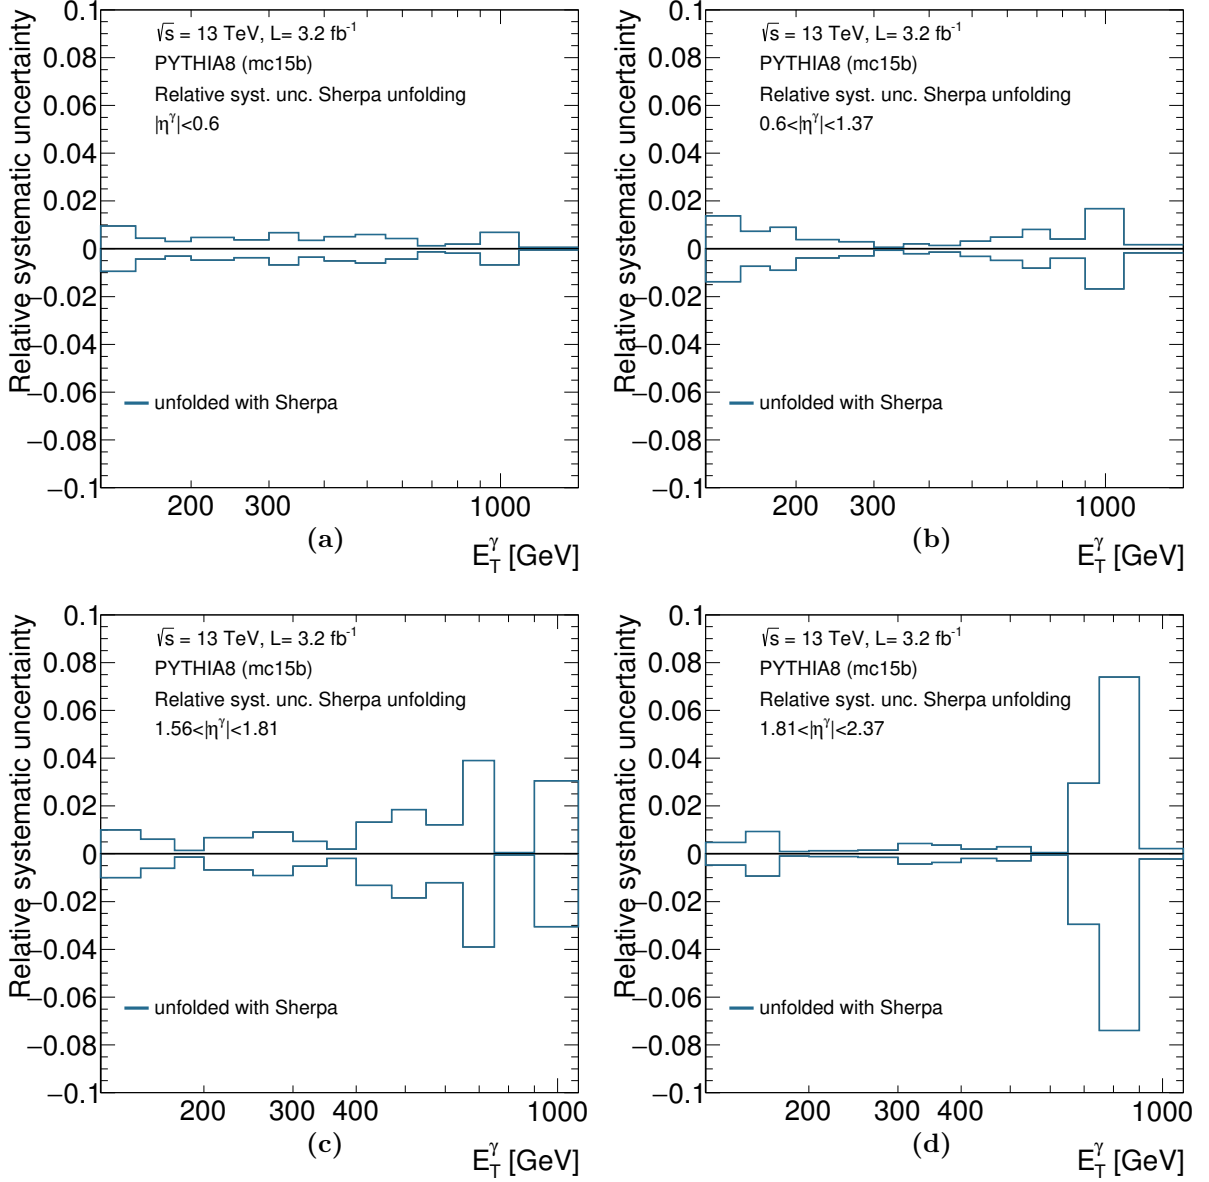 0.1
0.08
0.06
0.04
0.02
0
−0.02
−0.04
−0.06
−0.08
−0.1
Relative systematic uncertainty
√s = 13 TeV, L= 3.2 fb⁻¹
PYTHIA8 (mc15b)
Relative syst. unc. Sherpa unfolding
|η^γ|<0.6
unfolded with Sherpa
200 300 1000
(a)
E_T^γ [GeV]
0.1
0.08
0.06
0.04
0.02
0
−0.02
−0.04
−0.06
−0.08
−0.1
Relative systematic uncertainty
√s = 13 TeV, L= 3.2 fb⁻¹
PYTHIA8 (mc15b)
Relative syst. unc. Sherpa unfolding
0.6<|η^γ|<1.37
unfolded with Sherpa
200 300 1000
(b)
E_T^γ [GeV]
0.1
0.08
0.06
0.04
0.02
0
−0.02
−0.04
−0.06
−0.08
−0.1
Relative systematic uncertainty
√s = 13 TeV, L= 3.2 fb⁻¹
PYTHIA8 (mc15b)
Relative syst. unc. Sherpa unfolding
1.56<|η^γ|<1.81
unfolded with Sherpa
200 300 400 1000
(c)
E_T^γ [GeV]
0.1
0.08
0.06
0.04
0.02
0
−0.02
−0.04
−0.06
−0.08
−0.1
Relative systematic uncertainty
√s = 13 TeV, L= 3.2 fb⁻¹
PYTHIA8 (mc15b)
Relative syst. unc. Sherpa unfolding
1.81<|η^γ|<2.37
unfolded with Sherpa
200 300 400 1000
(d)
E_T^γ [GeV]